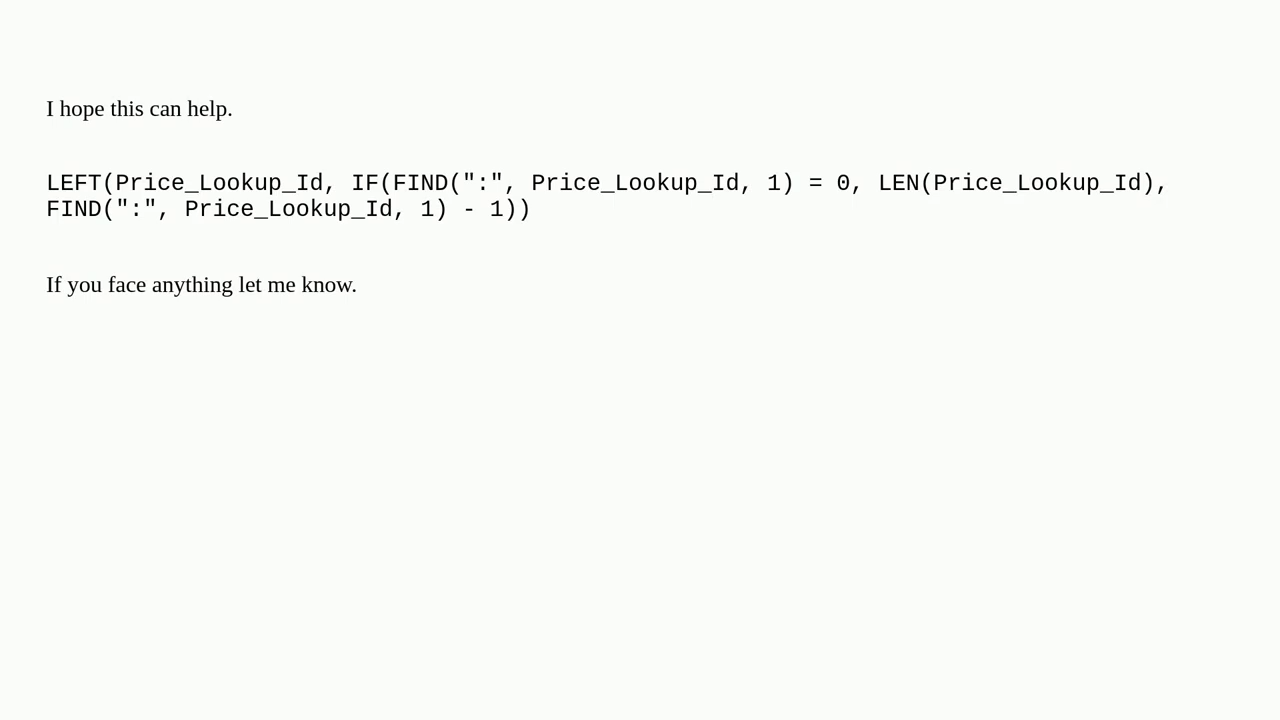 I hope this can help.
LEFT(Price_Lookup_Id, IF(FIND(":", Price_Lookup_Id, 1) = 0, LEN(Price_Lookup_Id),
FIND(":", Price_Lookup_Id, 1) - 1))
If you face anything let me know.